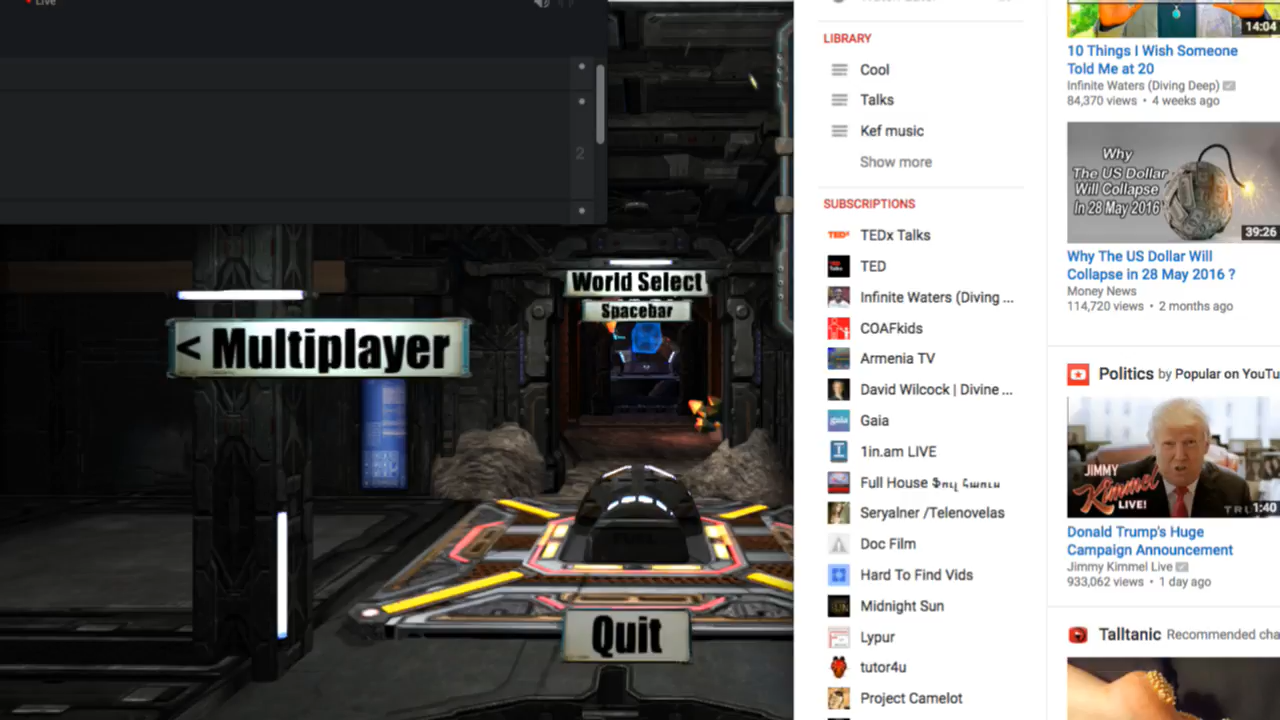 Live
2
World Select
Spacebar
< Multiplayer
Quit
LIBRARY
Cool
Talks
Kef music
Show more
SUBSCRIPTIONS
TEDx Talks
TED
Infinite Waters (Diving ...
COAFkids
Armenia TV
David Wilcock | Divine ...
Gaia
1in.am LIVE
Full House
Seryalner /Telenovelas
Doc Film
Hard To Find Vids
Midnight Sun
Lypur
tutor4u
Project Camelot
14:04
10 Things I Wish Someone
Told Me at 20
Infinite Waters (Diving Deep)
84,370 views • 4 weeks ago
Why
The US Dollar
Will Collapse
In 28 May 2016
39:26
Why The US Dollar Will
Collapse in 28 May 2016 ?
Money News
114,720 views • 2 months ago
Politics by Popular on YouTu
JIMMY
Kimmel
LIVE!
TRU
1:40
Donald Trump's Huge
Campaign Announcement
Jimmy Kimmel Live
933,062 views • 1 day ago
Talltanic Recommended cha